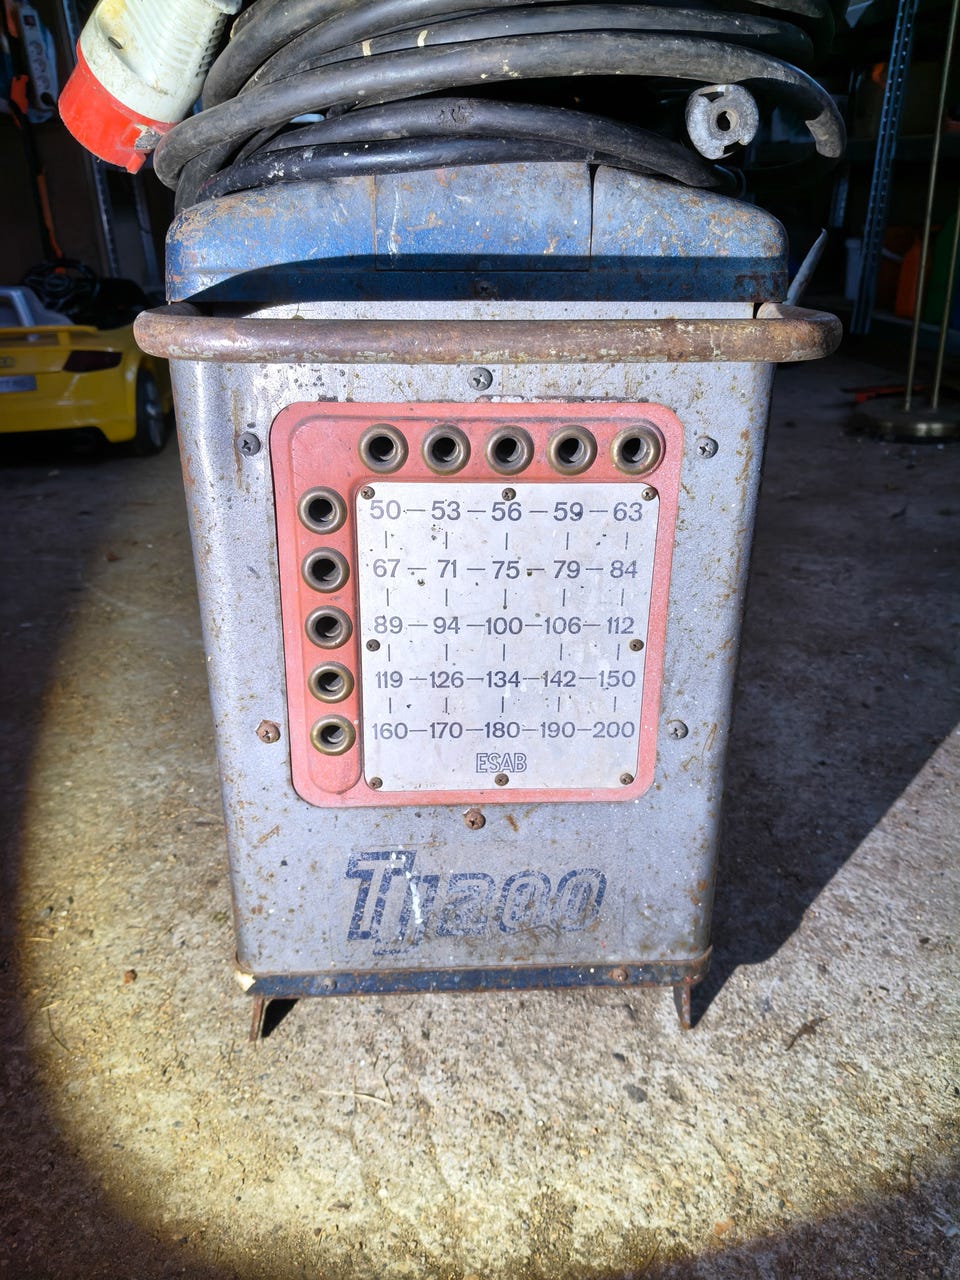 50—53—56—59—63
67—71—75—79—84
89—94—100—106—112
119—126—134—142—150
160—170—180—190—200
ESAB
TJ1200